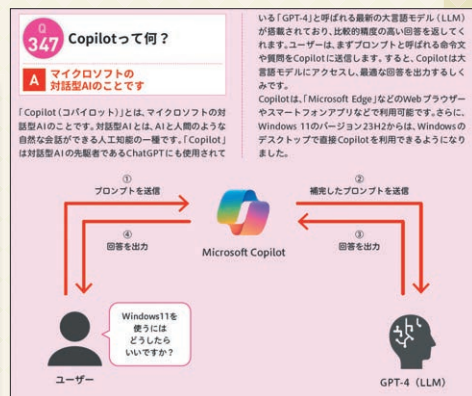 Q
347
Copilotって何？
A
マイクロソフトの
対話型AIのことです
「Copilot（コパイロット）」とは、マイクロソフトの対
話型AIのことです。対話型AIとは、AIと人間のような
自然な会話ができる人工知能の一種です。「Copilot」
は対話型AIの先駆者であるChatGPTにも使用されて
いる「GPT-4」と呼ばれる最新の大言語モデル（LLM）
が搭載されており、比較的精度の高い回答を返してく
れます。ユーザーは、まずプロンプトと呼ばれる命令文
や質問をCopilotに送信します。すると、Copilotは大
言語モデルにアクセスし、最適な回答を出力するしく
みです。
Copilotは、「Microsoft Edge」などのWebブラウザー
やスマートフォンアプリなどで利用可能です。さらに、
Windows 11のバージョン23H2からは、Windowsの
デスクトップで直接Copilotを利用できるようになり
ました。
①
プロンプトを送信
②
補完したプロンプトを送信
④
回答を出力
③
回答を出力
Microsoft Copilot
Windows11を
使うには
どうしたら
いいですか？
ユーザー
GPT-4（LLM）